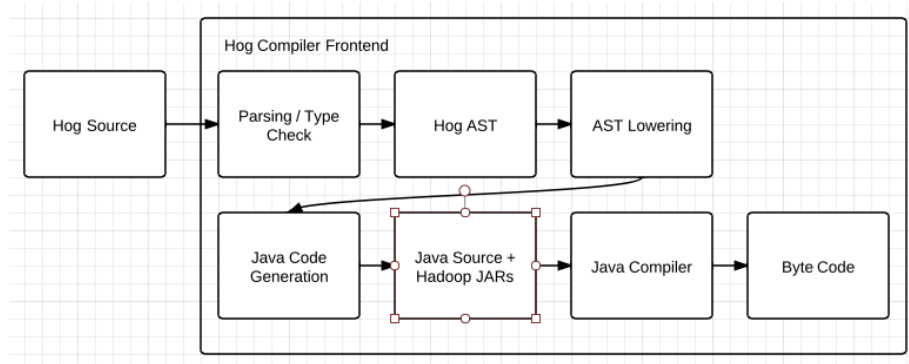 Hog Compiler Frontend
Hog Source
Parsing / Type
Check
Hog AST
AST Lowering
Java Code
Generation
Java Source +
Hadoop JARs
Java Compiler
Byte Code